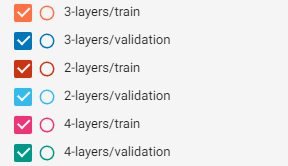 3-layers/train
3-layers/validation
2-layers/train
2-layers/validation
4-layers/train
4-layers/validation